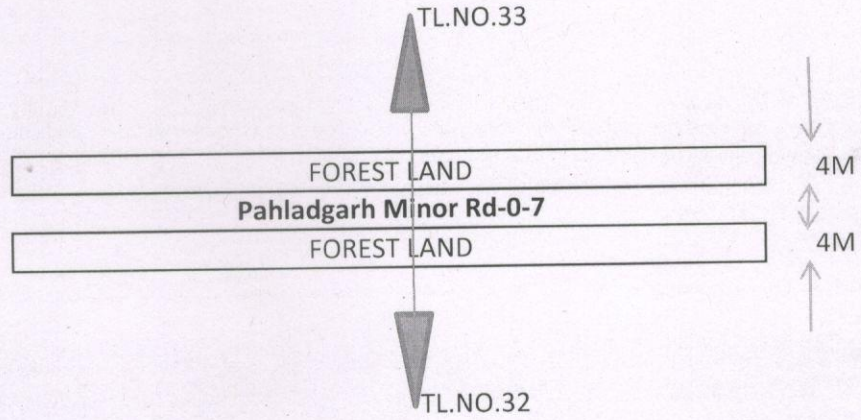 TL.NO.33
FOREST LAND
4M
Pahladgarh Minor Rd-0-7
FOREST LAND
4M
TL.NO.32